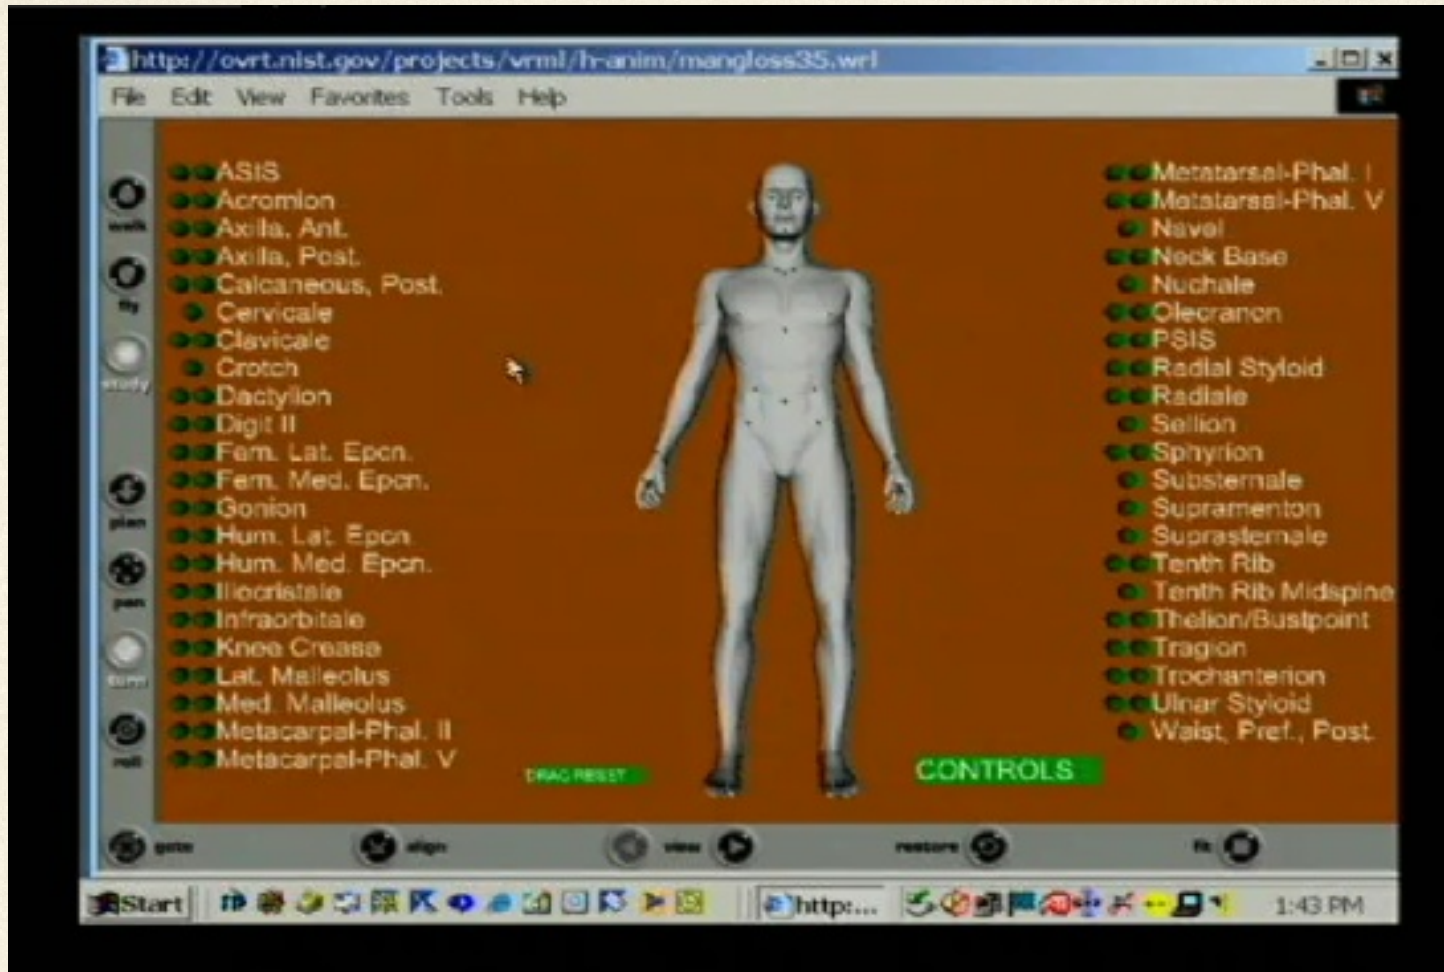 http://ovrt.nist.gov/projects/vrml/h-anim/mangloss35.wrl
File Edit View Favorites Tools Help
walk
fly
study
plan
pan
turn
roll
ASIS
Acromion
Axilla, Ant.
Axilla, Post.
Calcaneous, Post.
Cervicale
Clavicale
Crotch
Dactylion
Digit II
Fem. Lat. Epcn.
Fem. Med. Epcn.
Gonion
Hum. Lat. Epcn.
Hum. Med. Epcn.
Iliocristale
Infraorbitale
Knee Crease
Lat. Malleolus
Med. Malleolus
Metacarpal-Phal. II
Metacarpal-Phal. V
DRAG RESET
CONTROLS
Metatarsal-Phal. I
Metatarsal-Phal. V
Navel
Neck Base
Nuchale
Olecranon
PSIS
Radial Styloid
Radiale
Sellion
Sphyrion
Substernale
Supramenton
Suprasternale
Tenth Rib
Tenth Rib Midspine
Thelion/Bustpoint
Tragion
Trochanterion
Ulnar Styloid
Waist, Pref., Post.
goto align view restore fit
Start http:... 1:43 PM